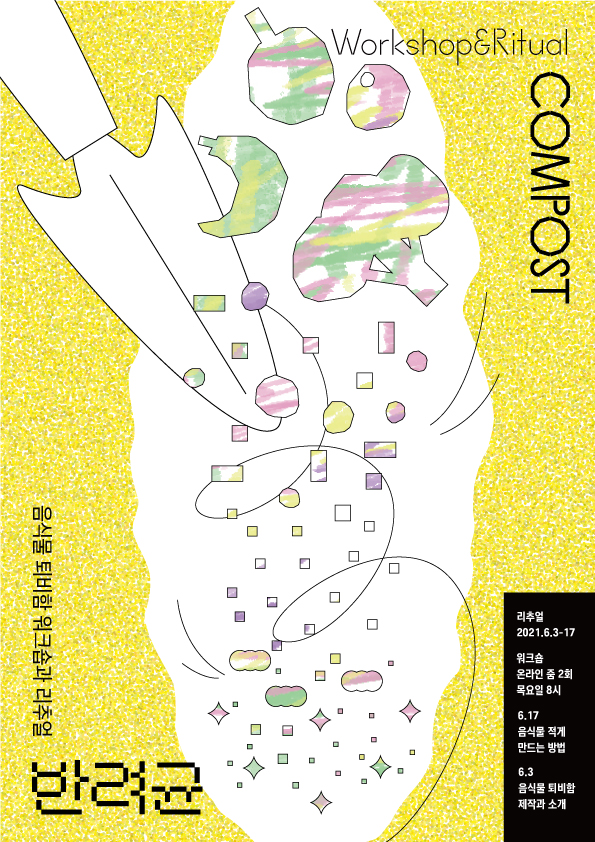 Workshop&Ritual
COMPOST
음식물 퇴비함 워크숍과 리추얼
반려균
리추얼
2021.6.3-17
워크숍
온라인 줌 2회
목요일 8시
6.17
음식물 적게
만드는 방법
6.3
음식물 퇴비함
제작과 소개